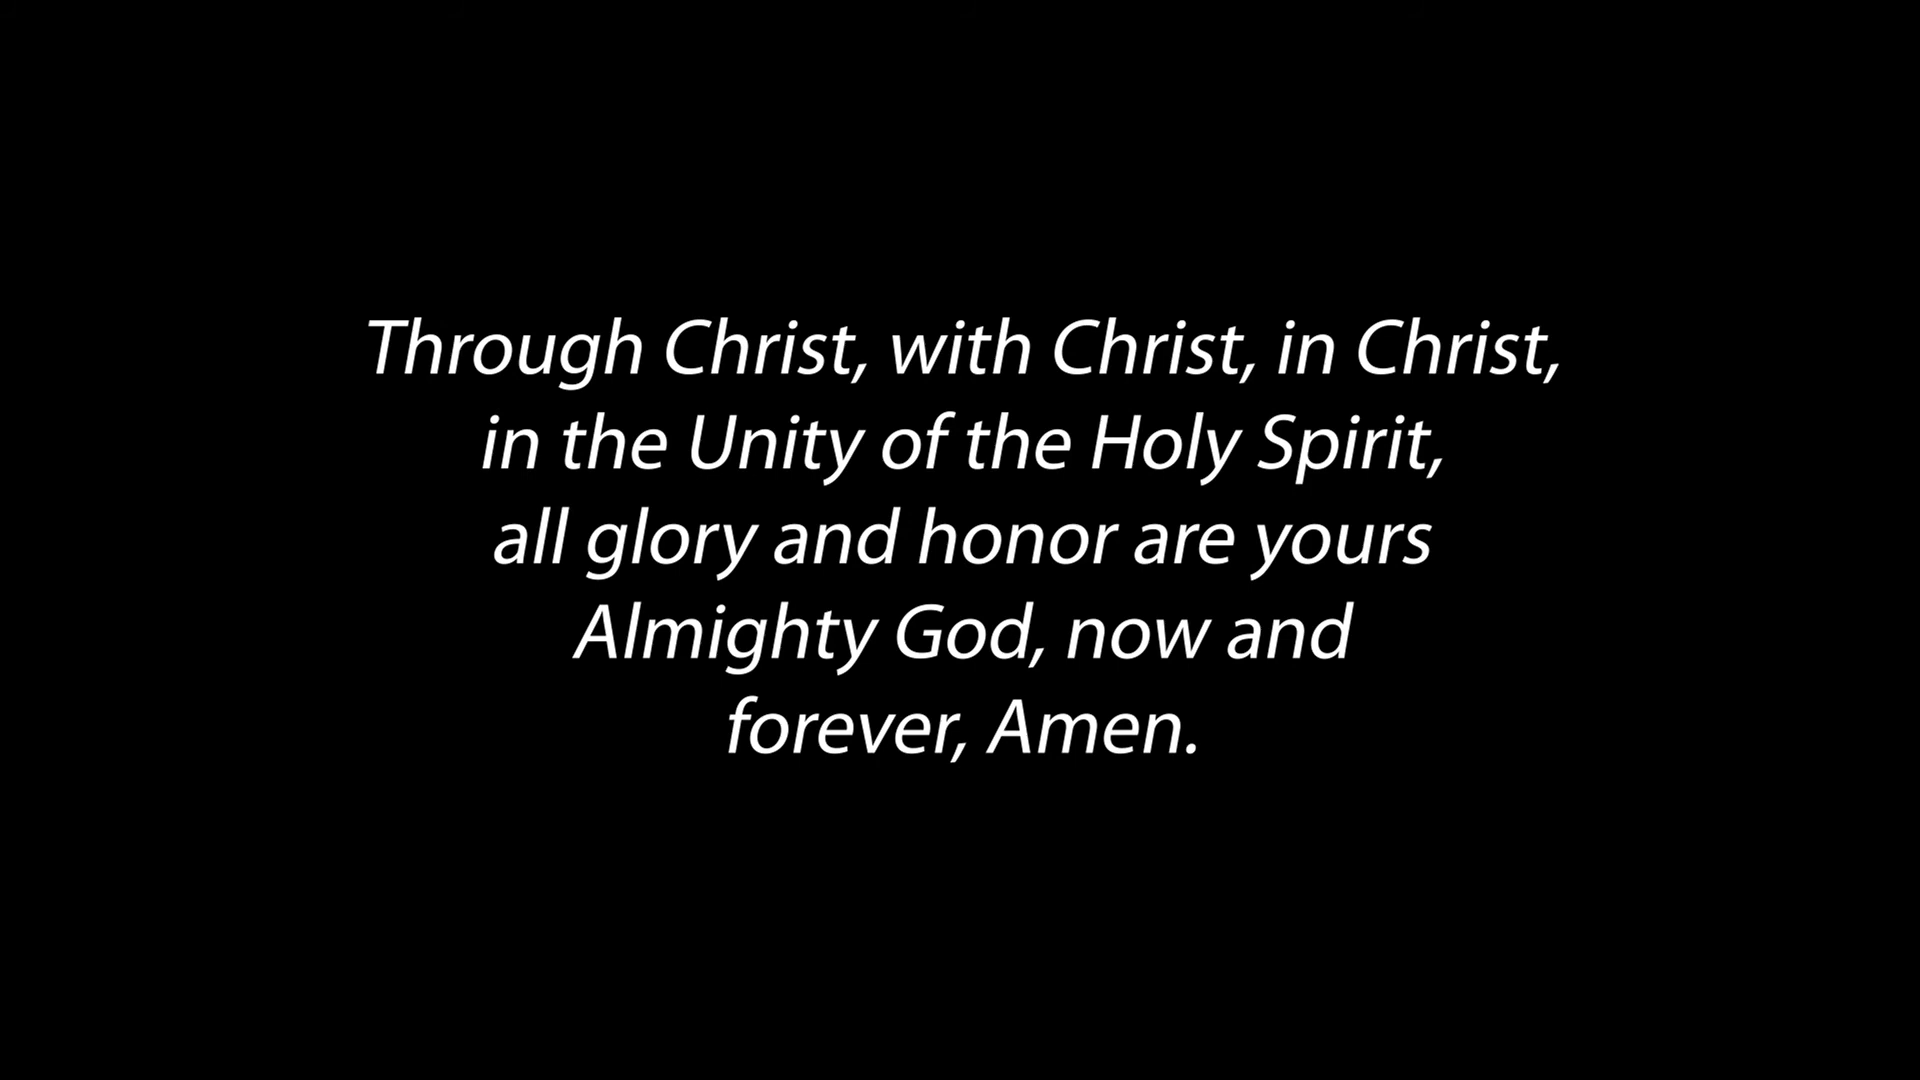 Through Christ, with Christ, in Christ,
in the Unity of the Holy Spirit,
all glory and honor are yours
Almighty God, now and
forever, Amen.